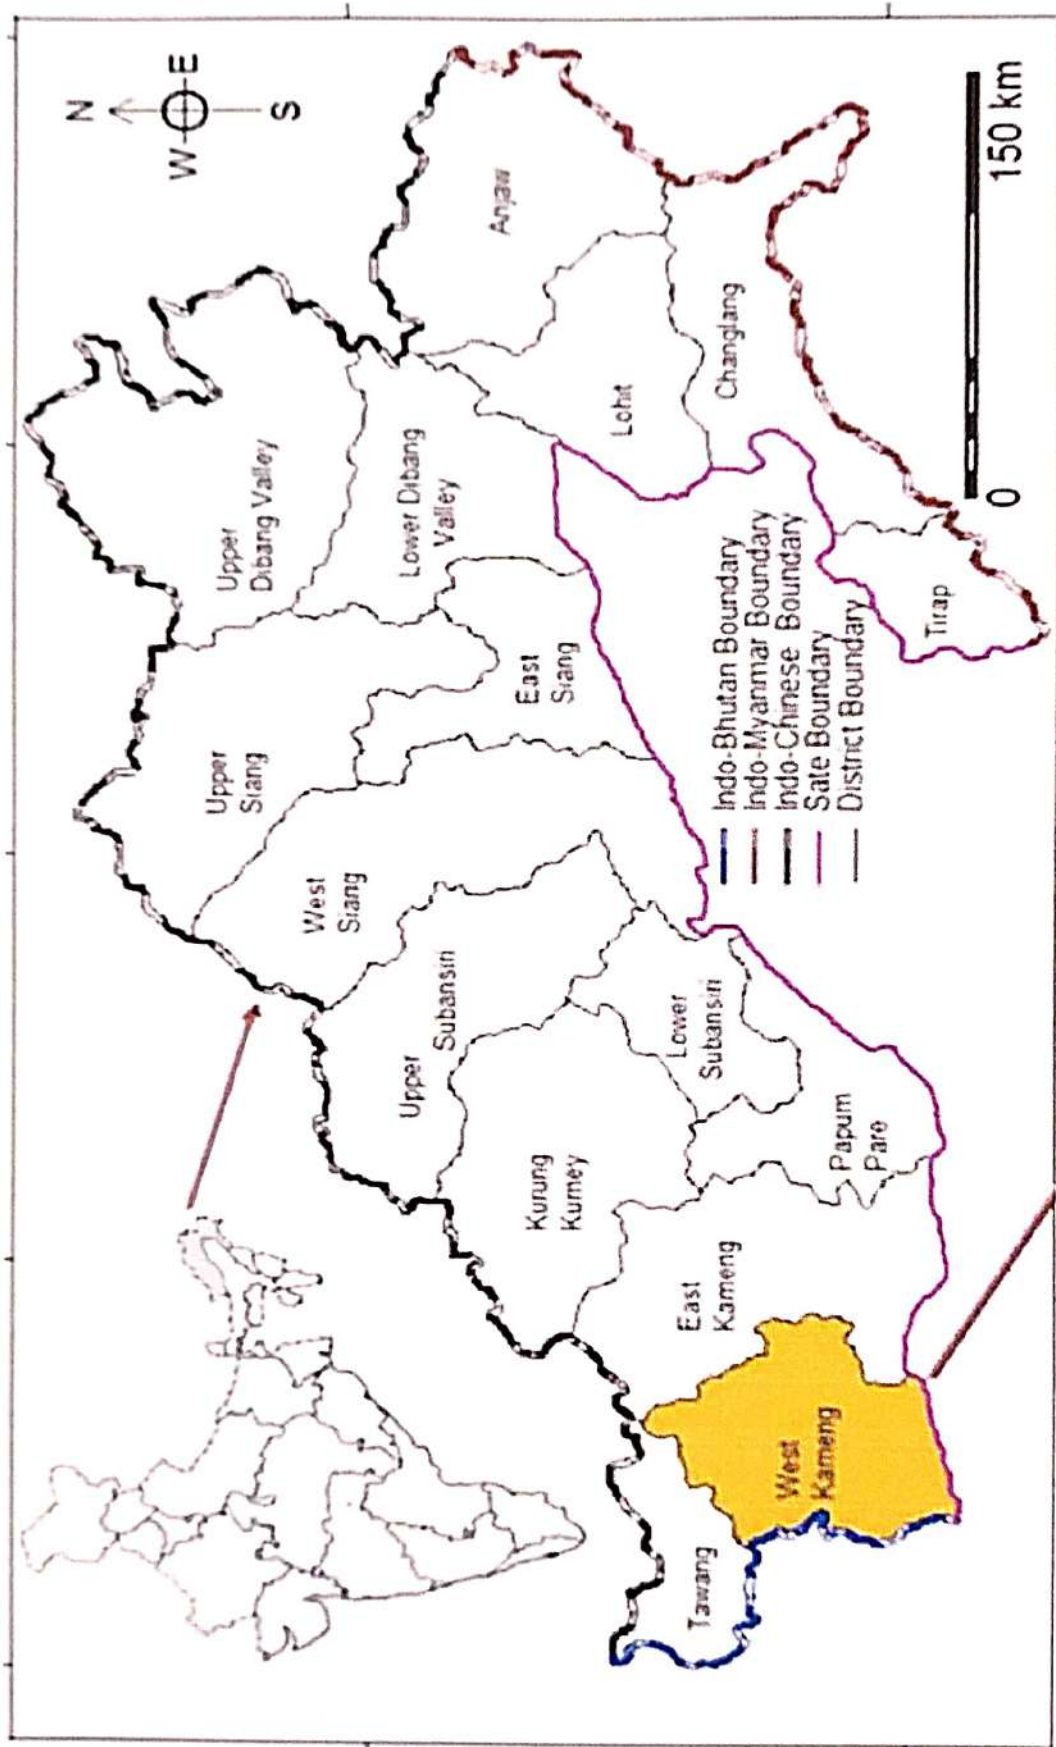 N
W
E
S
Upper
Dibang Valley
Anjaw
Upper
Siang
Lower Dibang
Valley
West
Siang
East
Siang
Lohit
Changlang
Upper
Subansiri
Kurung
Kumey
Lower
Subansiri
Tawang
East
Kameng
Papum
Pare
West
Kameng
Tirap
Indo-Bhutan Boundary
Indo-Myanmar Boundary
Indo-Chinese Boundary
Sate Boundary
District Boundary
0
150 km